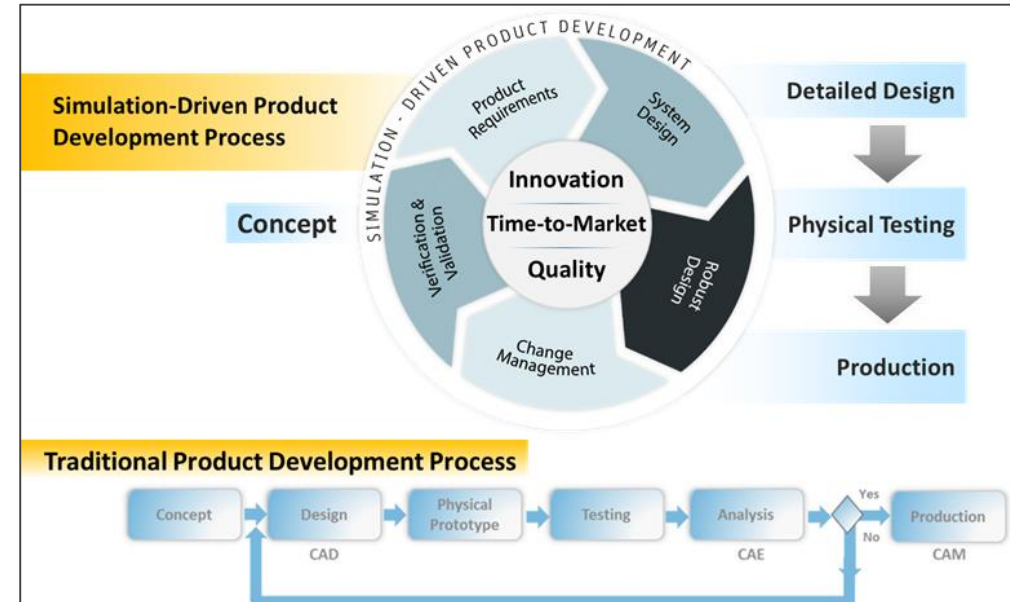 SIMULATION - DRIVEN PRODUCT DEVELOPMENT
Simulation-Driven Product
Development Process
Concept
Product
Requirements
System
Design
Robust
Design
Change
Management
Verification &
Validation
Innovation
Time-to-Market
Quality
Detailed Design
Physical Testing
Production
Traditional Product Development Process
Concept
Design
CAD
Physical
Prototype
Testing
Analysis
CAE
Yes
No
Production
CAM